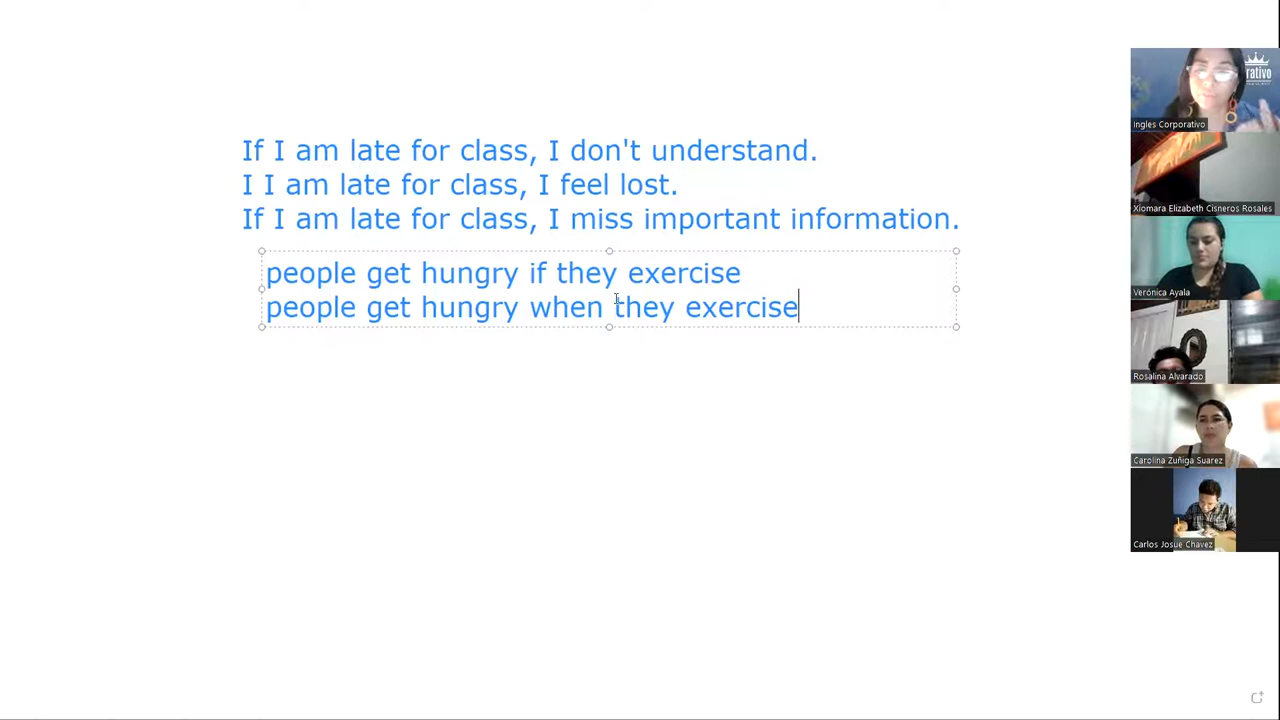 If I am late for class, I don't understand.
I I am late for class, I feel lost.
If I am late for class, I miss important information.
people get hungry if they exercise
people get hungry when they exercise
rativo
Ingles Corporativo
Xiomara Elizabeth Cisneros Rosales
Verónica Ayala
Rosalina Alvarado
Carolina Zuñiga Suarez
Carlos Josue Chavez